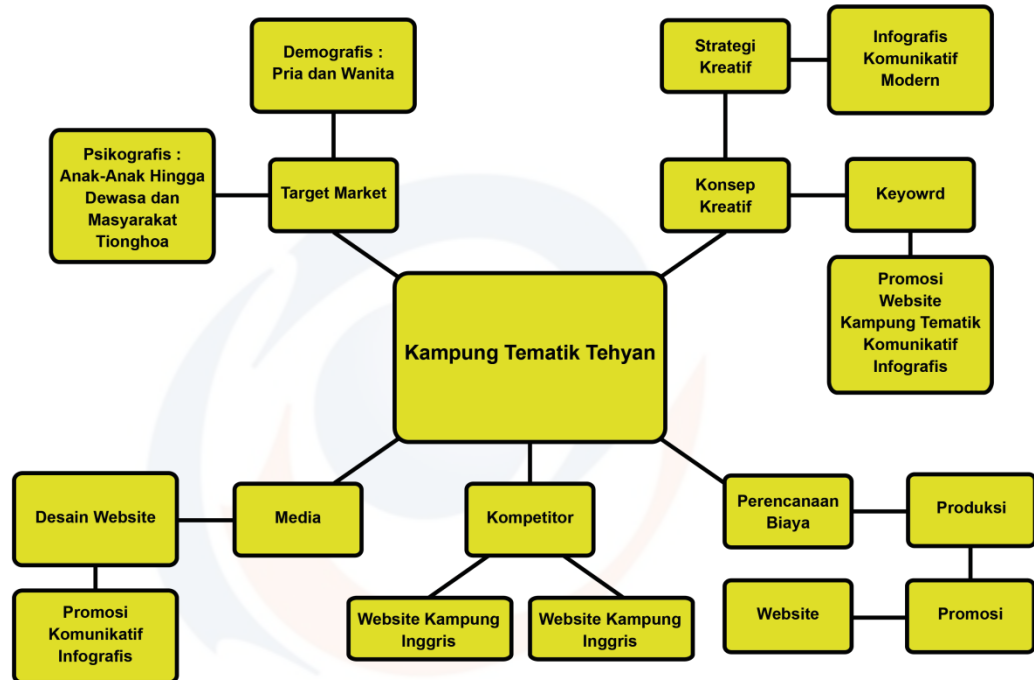 Demografis :
Pria dan Wanita
Psikografis :
Anak-Anak Hingga
Dewasa dan
Masyarakat
Tionghoa
Target Market
Strategi
Kreatif
Infografis
Komunikatif
Modern
Konsep
Kreatif
Keyowrd
Promosi
Website
Kampung Tematik
Komunikatif
Infografis
Kampung Tematik Tehyan
Desain Website
Media
Promosi
Komunikatif
Infografis
Kompetitor
Website Kampung
Inggris
Website Kampung
Inggris
Perencanaan
Biaya
Produksi
Website
Promosi